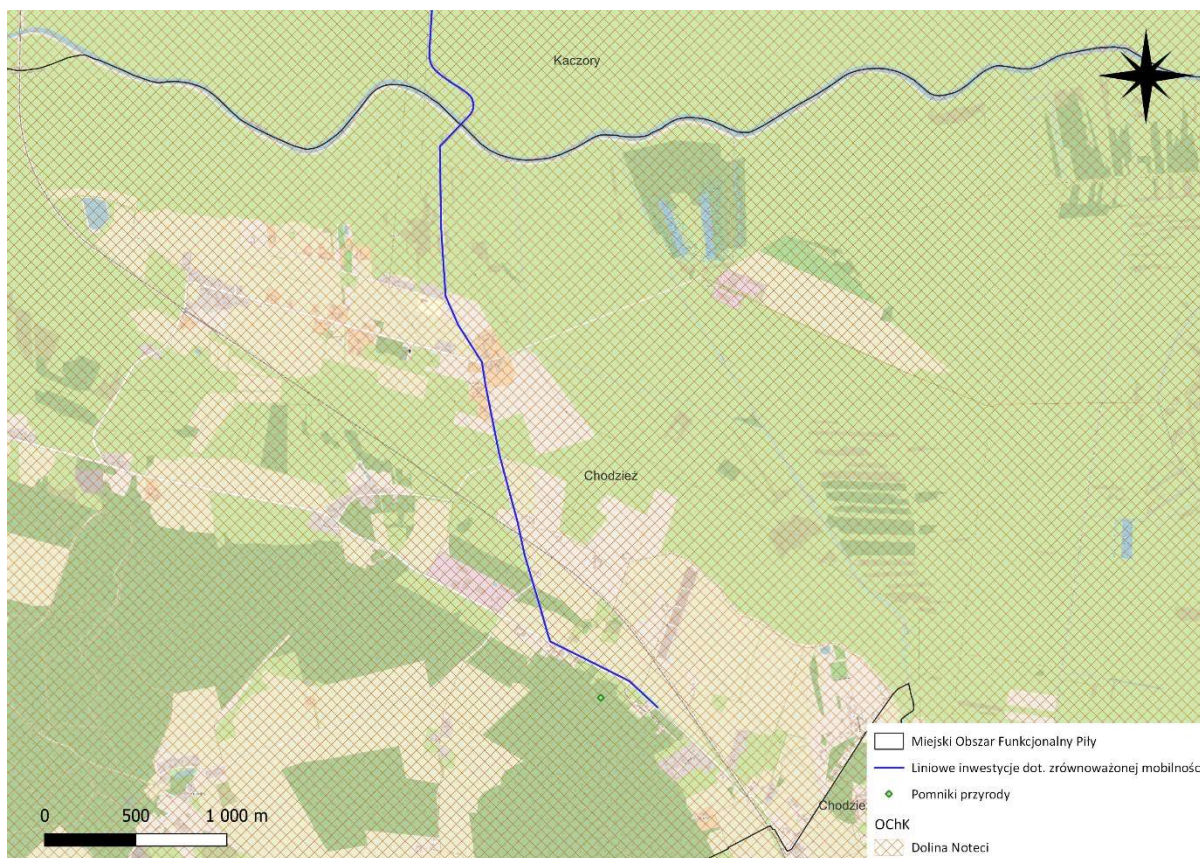 Kaczory
Chodzież
Chodzie
0 500 1 000 m
Miejski Obszar Funkcjonalny Piły
Liniowe inwestycje dot. zrównoważonej mobilnośc
Pomniki przyrody
OChK
Dolina Noteci